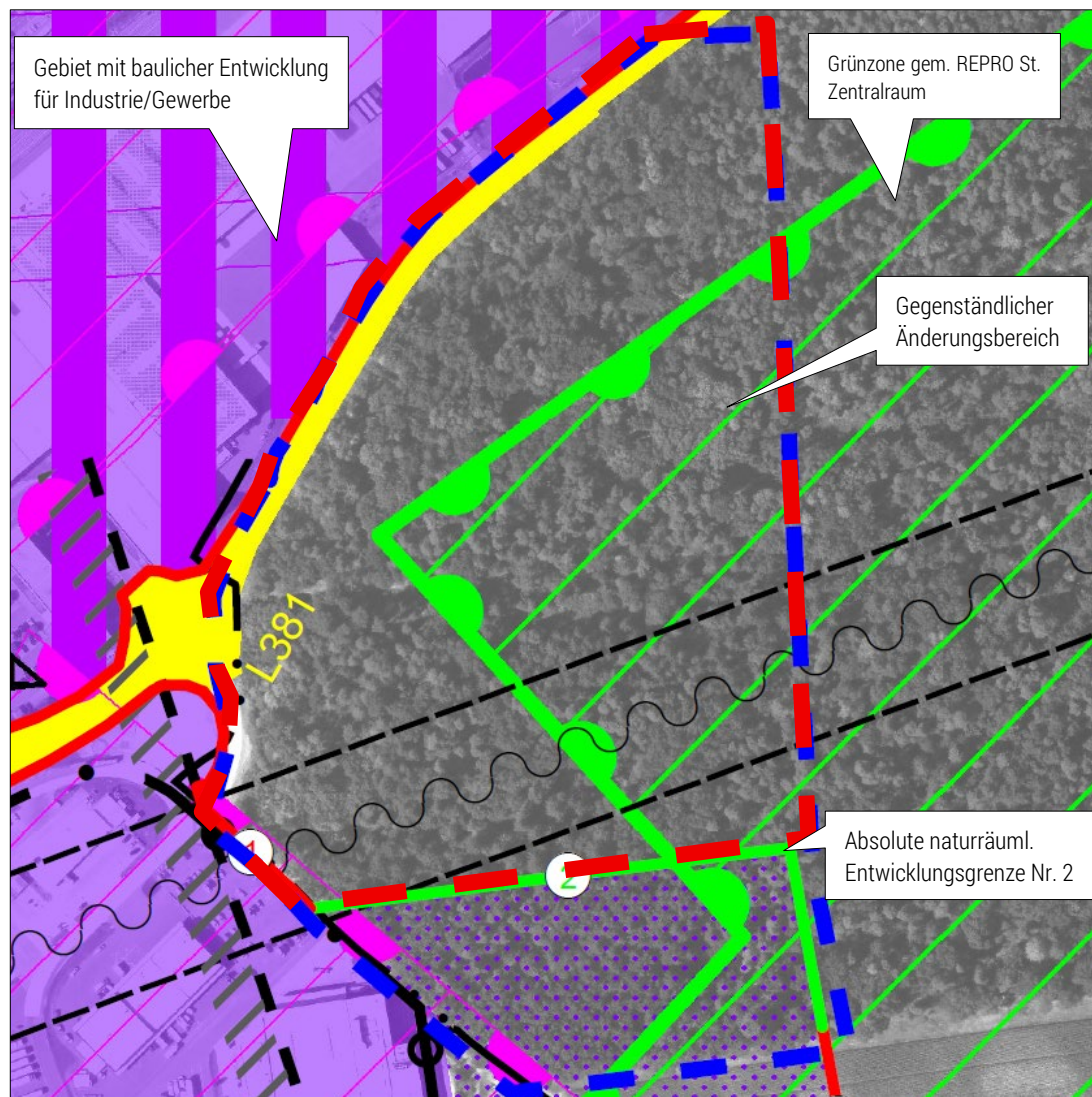 Gebiet mit baulicher Entwicklung
für Industrie/Gewerbe
Grünzone gem. REPRO St.
Zentralraum
Gegenständlicher
Änderungsbereich
L381
1
2
Absolute naturräuml.
Entwicklungsgrenze Nr. 2